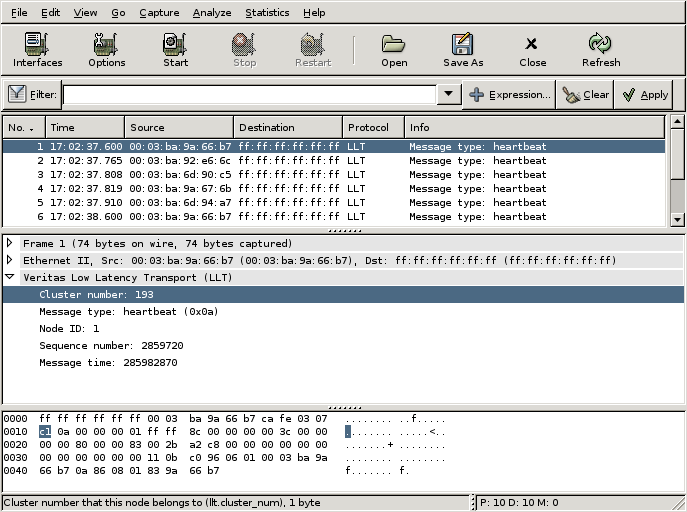 File Edit View Go Capture Analyze Statistics Help
Interfaces Options Start Stop Restart Open Save As Close Refresh
Filter: Expression... Clear Apply
No. . Time Source Destination Protocol Info
1 17:02:37.600 00:03:ba:9a:66:b7 ff:ff:ff:ff:ff:ff LLT Message type: heartbeat
2 17:02:37.765 00:03:ba:92:e6:6c ff:ff:ff:ff:ff:ff LLT Message type: heartbeat
3 17:02:37.808 00:03:ba:6d:90:c5 ff:ff:ff:ff:ff:ff LLT Message type: heartbeat
4 17:02:37.819 00:03:ba:9a:67:6b ff:ff:ff:ff:ff:ff LLT Message type: heartbeat
5 17:02:37.910 00:03:ba:6d:94:a7 ff:ff:ff:ff:ff:ff LLT Message type: heartbeat
6 17:02:38.600 00:03:ba:9a:66:b7 ff:ff:ff:ff:ff:ff LLT Message type: heartbeat
Frame 1 (74 bytes on wire, 74 bytes captured)
Ethernet II, Src: 00:03:ba:9a:66:b7 (00:03:ba:9a:66:b7), Dst: ff:ff:ff:ff:ff:ff (ff:ff:ff:ff:ff:ff)
Veritas Low Latency Transport (LLT)
Cluster number: 193
Message type: heartbeat (0x0a)
Node ID: 1
Sequence number: 2859720
Message time: 285982870
0000 ff ff ff ff ff ff 00 03 ba 9a 66 b7 ca fe 03 07 ........ ..f.....
0010 c1 0a 00 00 00 01 ff ff 8c 00 00 00 00 3c 00 00 ........ .....<..
0020 00 00 80 00 00 83 00 2b a2 c8 00 00 00 00 00 00 .......+ ........
0030 00 00 00 00 00 00 11 0b c0 96 06 01 00 03 ba 9a ........ ........
0040 66 b7 0a 86 08 01 83 9a 66 b7 f....... f.
Cluster number that this node belongs to (llt.cluster_num), 1 byte P: 10 D: 10 M: 0